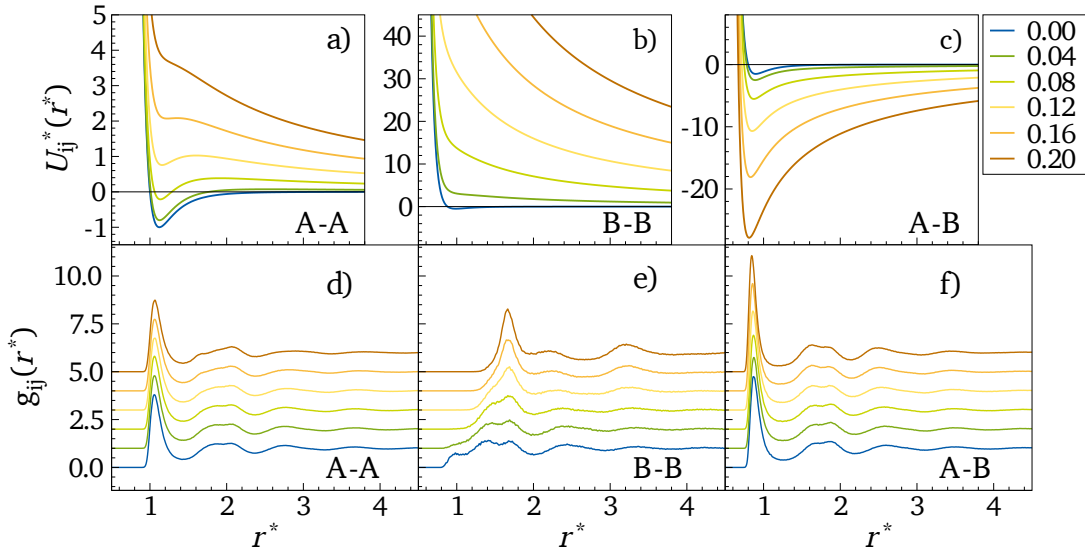 a)
b)
c)
5
4
3
2
1
0
-1
40
30
20
10
0
0
-10
-20
U_ij*(r*)
A-A
B-B
A-B
0.00
0.04
0.08
0.12
0.16
0.20
d)
e)
f)
10.0
7.5
5.0
2.5
0.0
g_ij(r*)
A-A
B-B
A-B
1 2 3 4
1 2 3 4
1 2 3 4
r*
r*
r*